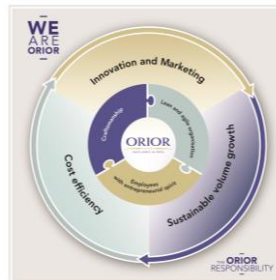 WE
ARE
ORIOR
Innovation and Marketing
Craftsmanship
Lean and agile organisation
ORIOR
Employees
with entrepreneurial spirit
Cost efficiency
Sustainable volume growth
THE ORIOR
RESPONSIBILITY